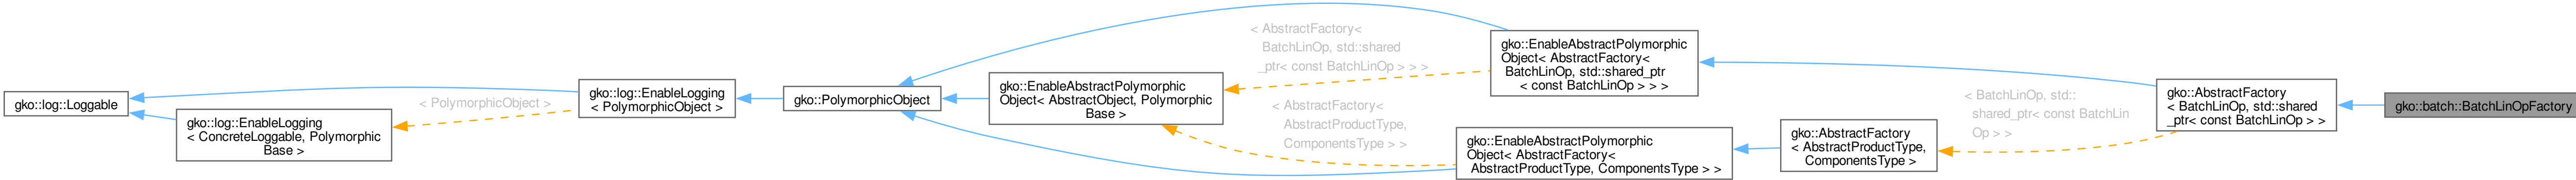 gko::log::Loggable
gko::log::EnableLogging
< ConcreteLoggable, Polymorphic
Base >
< PolymorphicObject >
gko::log::EnableLogging
< PolymorphicObject >
gko::PolymorphicObject
gko::EnableAbstractPolymorphic
Object< AbstractObject, Polymorphic
Base >
< AbstractFactory<
BatchLinOp, std::shared
_ptr< const BatchLinOp > > >
< AbstractFactory<
AbstractProductType,
ComponentsType > >
gko::EnableAbstractPolymorphic
Object< AbstractFactory<
BatchLinOp, std::shared_ptr
< const BatchLinOp > > >
gko::EnableAbstractPolymorphic
Object< AbstractFactory<
AbstractProductType, ComponentsType > >
gko::AbstractFactory
< AbstractProductType,
ComponentsType >
< BatchLinOp, std::
shared_ptr< const BatchLin
Op > >
gko::AbstractFactory
< BatchLinOp, std::shared
_ptr< const BatchLinOp > >
gko::batch::BatchLinOpFactory